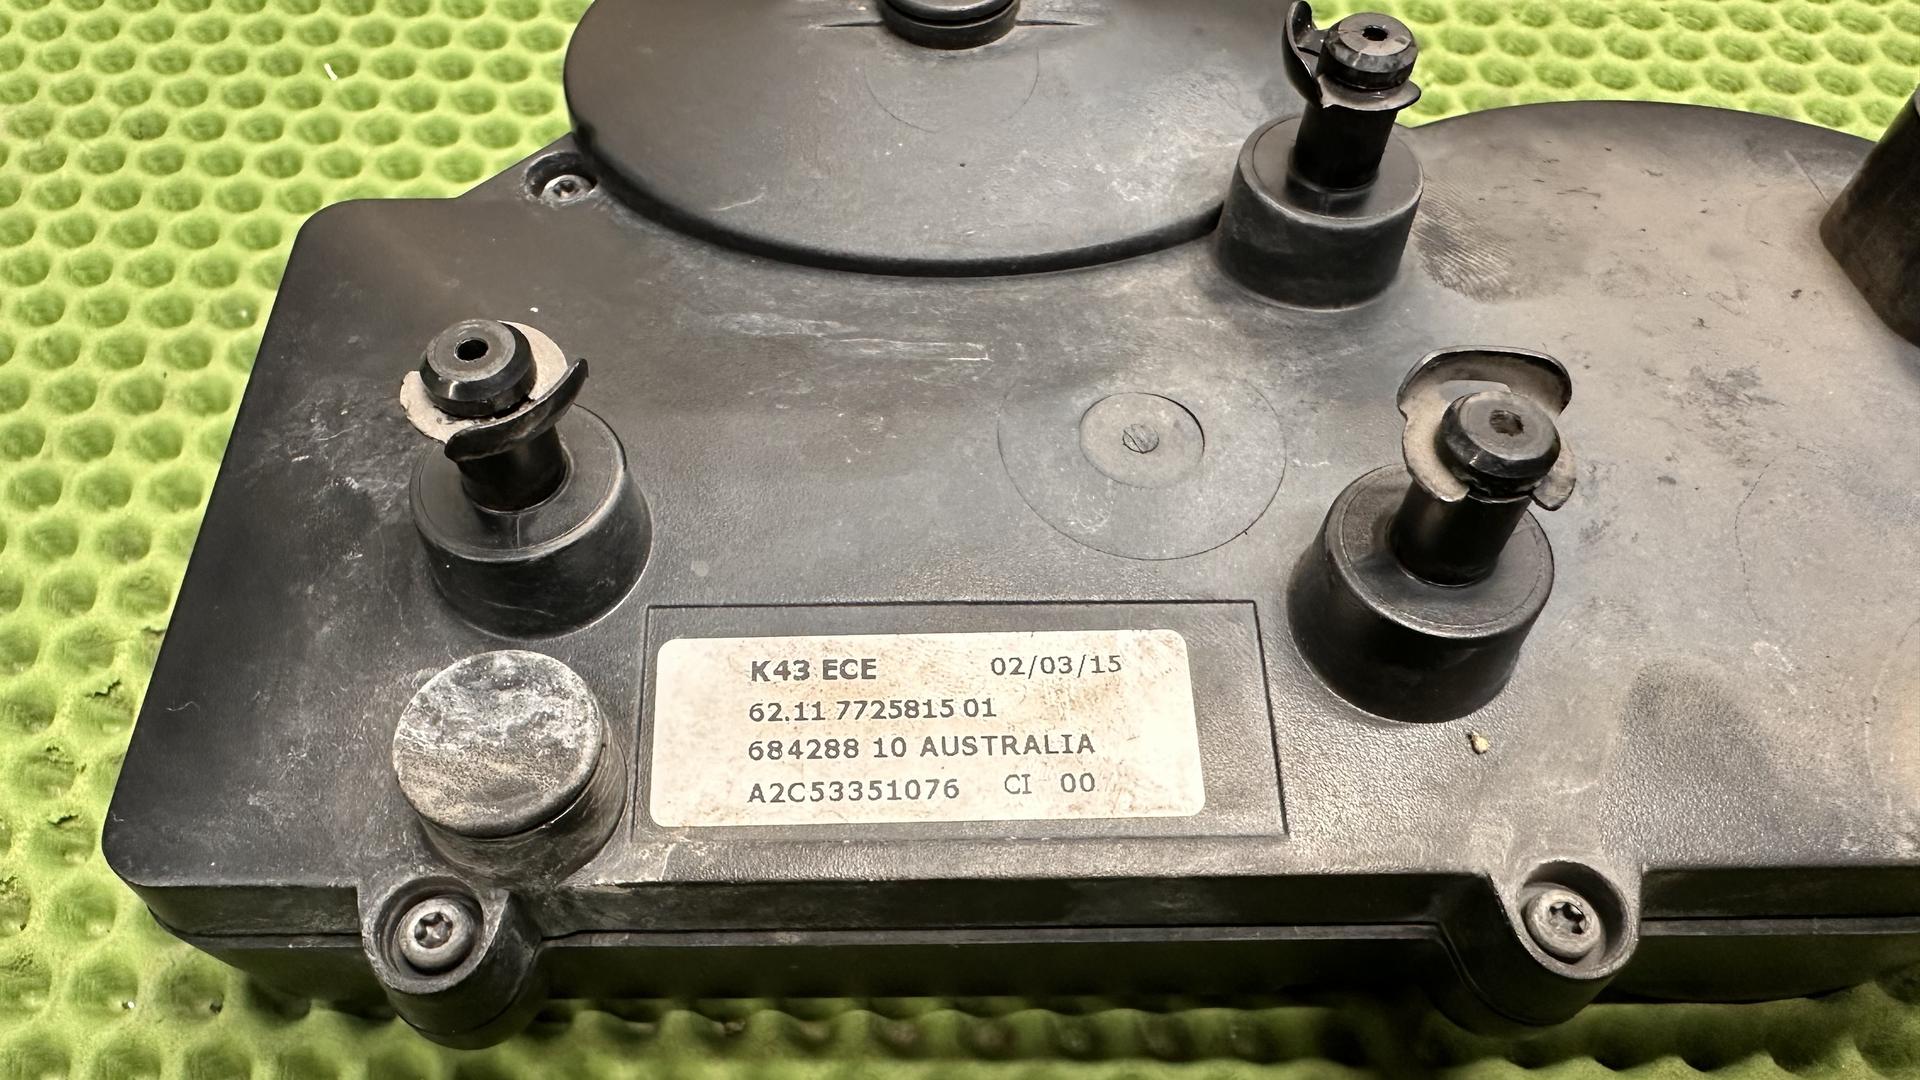 K43 ECE 02/03/15
62.11 7725815 01
684288 10 AUSTRALIA
A2C53351076 CI 00